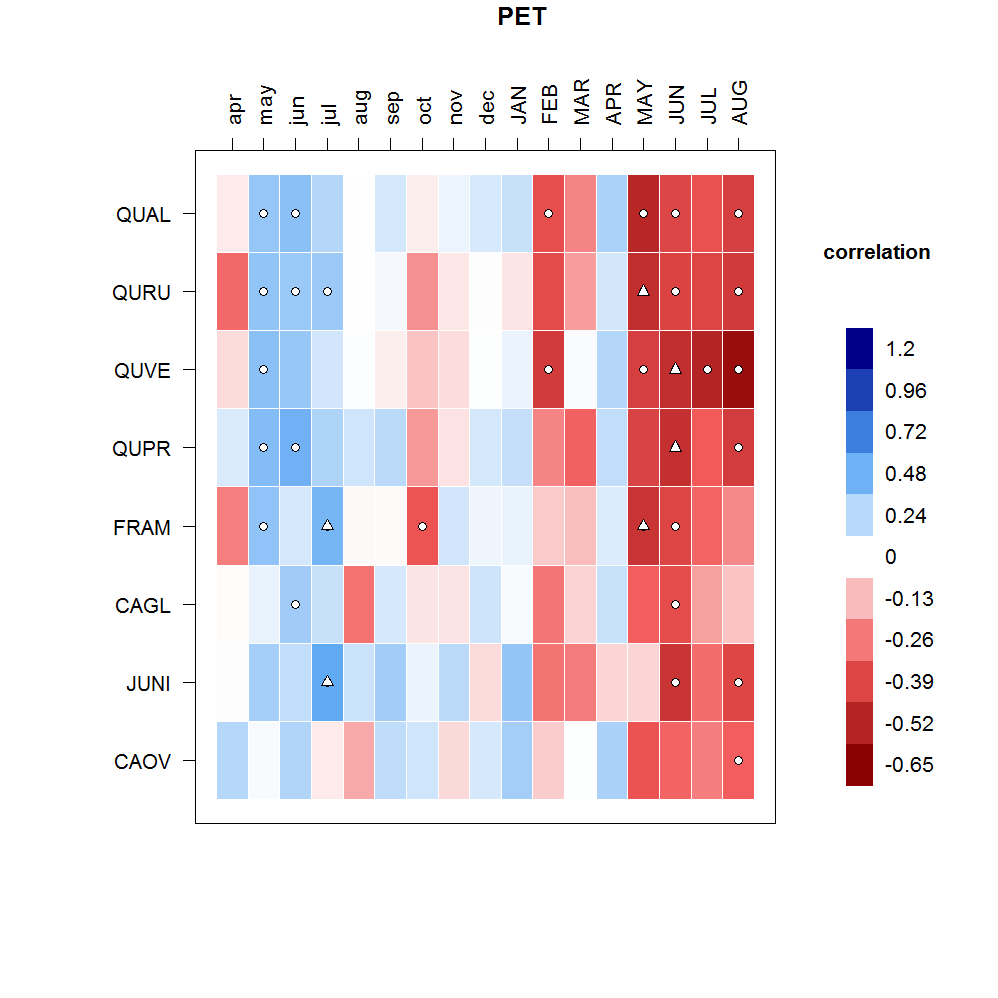 PET
apr may jun jul aug sep oct nov dec JAN FEB MAR APR MAY JUN JUL AUG
QUAL
QURU
QUVE
QUPR
FRAM
CAGL
JUNI
CAOV
correlation
1.2
0.96
0.72
0.48
0.24
0
-0.13
-0.26
-0.39
-0.52
-0.65